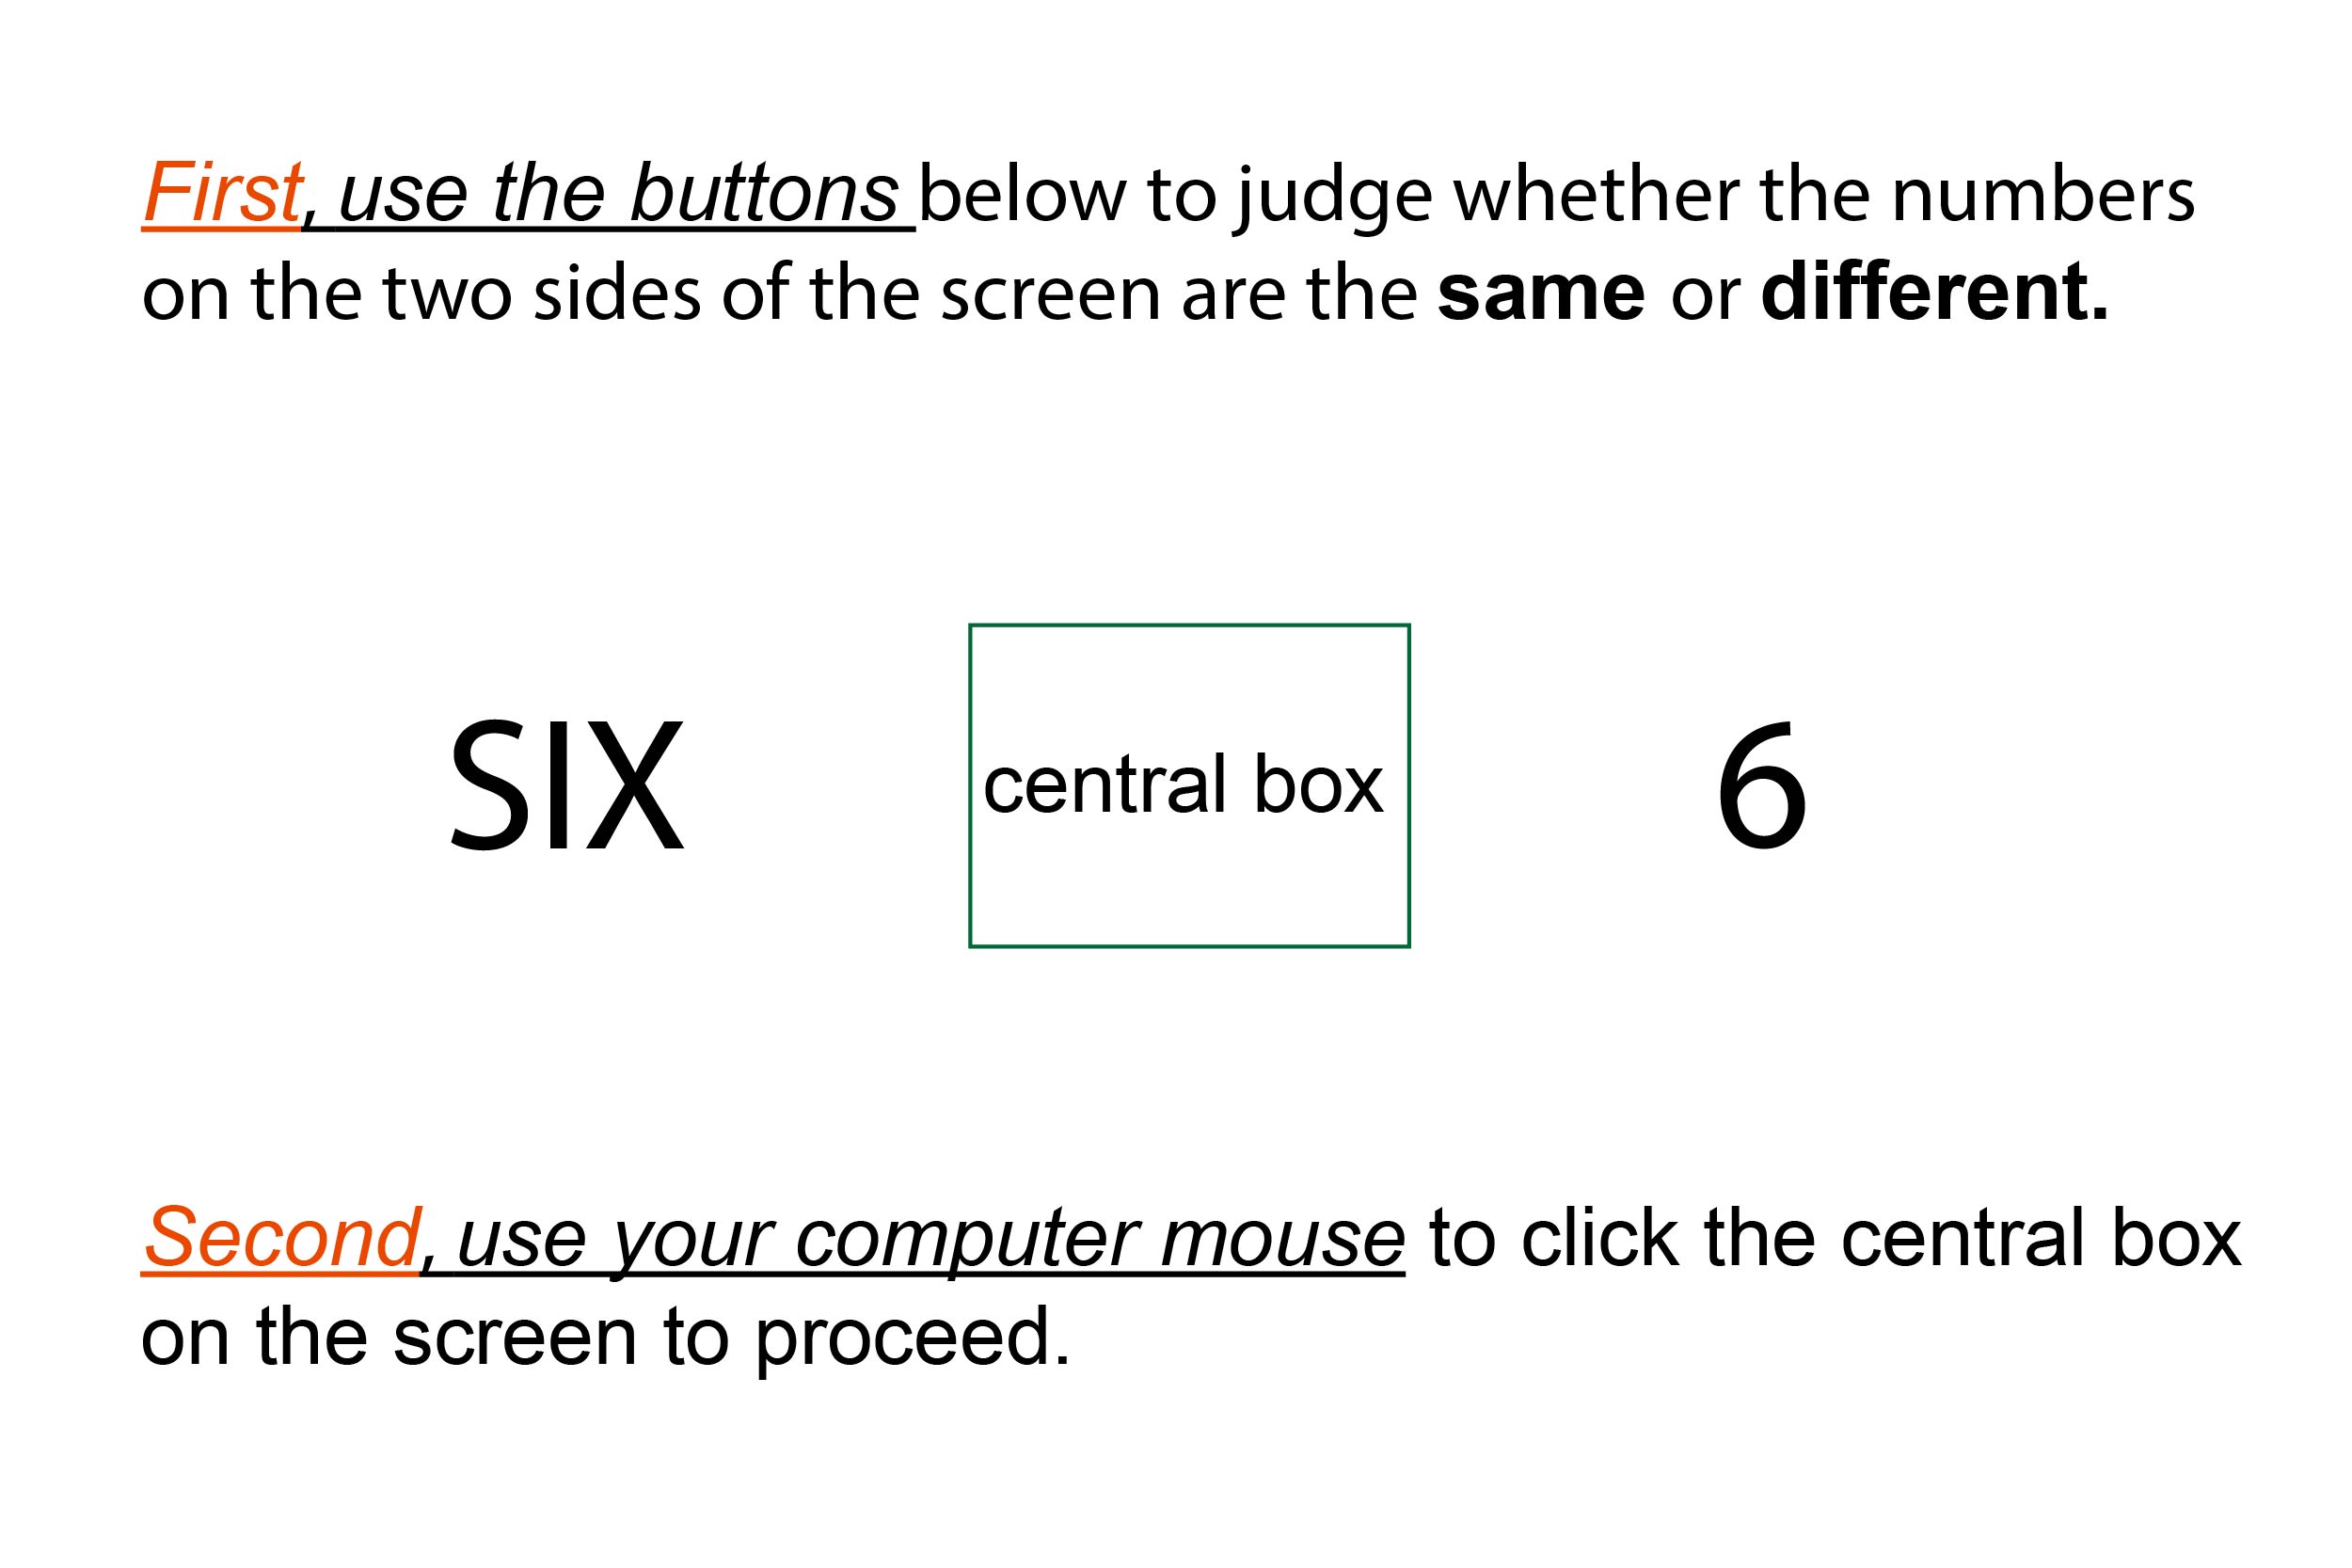 First, use the buttons below to judge whether the numbers
on the two sides of the screen are the same or different.
SIX
central box
6
Second, use your computer mouse to click the central box
on the screen to proceed.